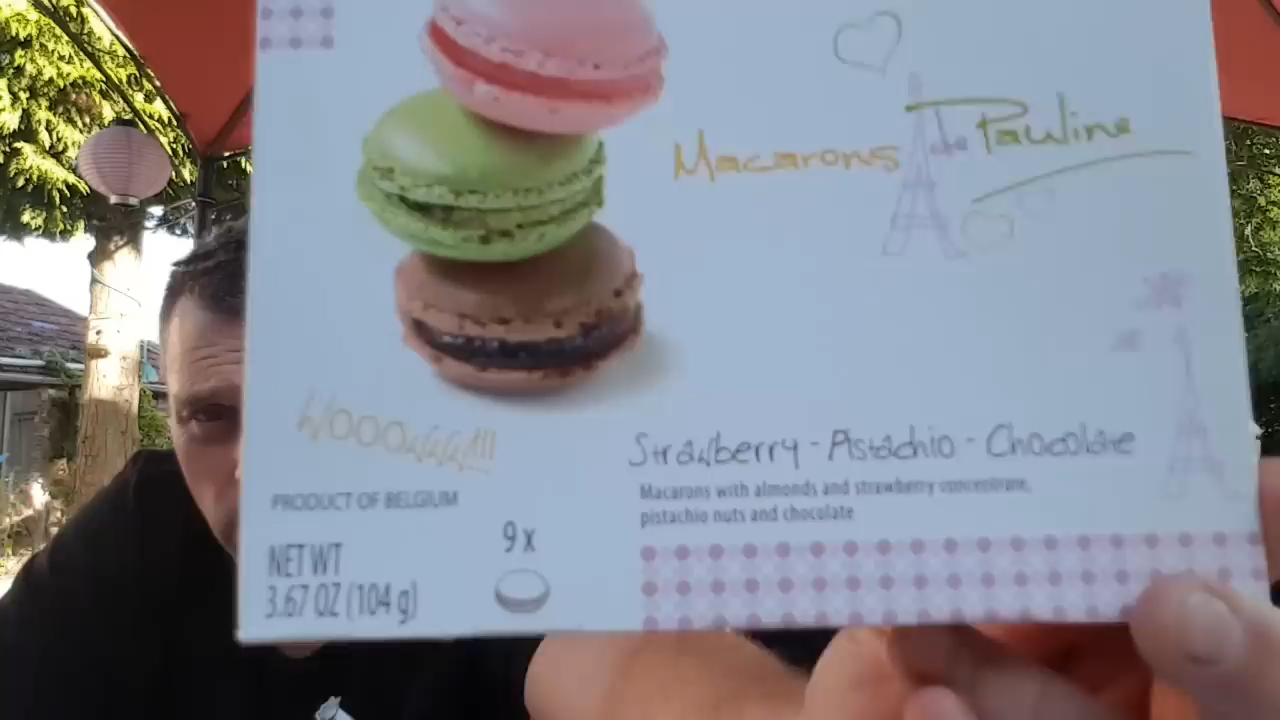 Macarons de Pauline
WOOOWWW!!!
Strawberry - Pistachio - Chocolate
Macarons with almonds and strawberry concentrate,
pistachio nuts and chocolate
PRODUCT OF BELGIUM
9 x
NET WT
3.67 OZ (104 g)